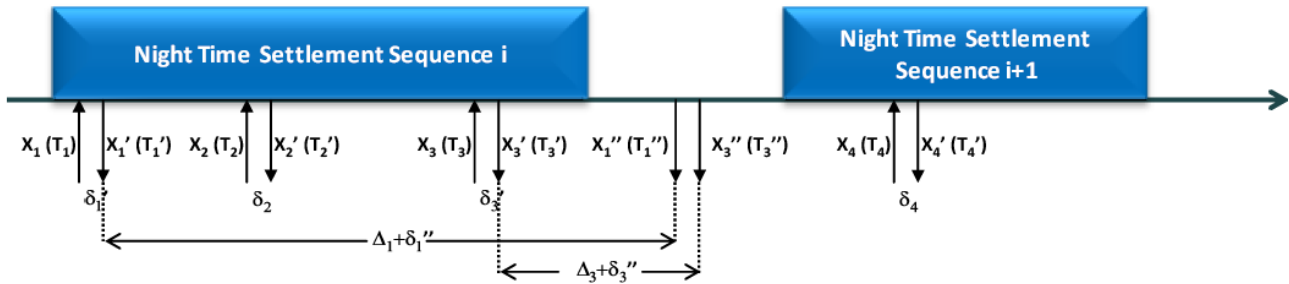 Night Time Settlement Sequence i
Night Time Settlement
Sequence i+1
X₁ (T₁) X₁' (T₁') X₂ (T₂) X₂' (T₂') X₃ (T₃) X₃' (T₃') X₁'' (T₁'') X₃'' (T₃'') X₄ (T₄) X₄' (T₄')
δ₁' δ₂ δ₃' δ₄
Δ₁+δ₁''
Δ₃+δ₃''